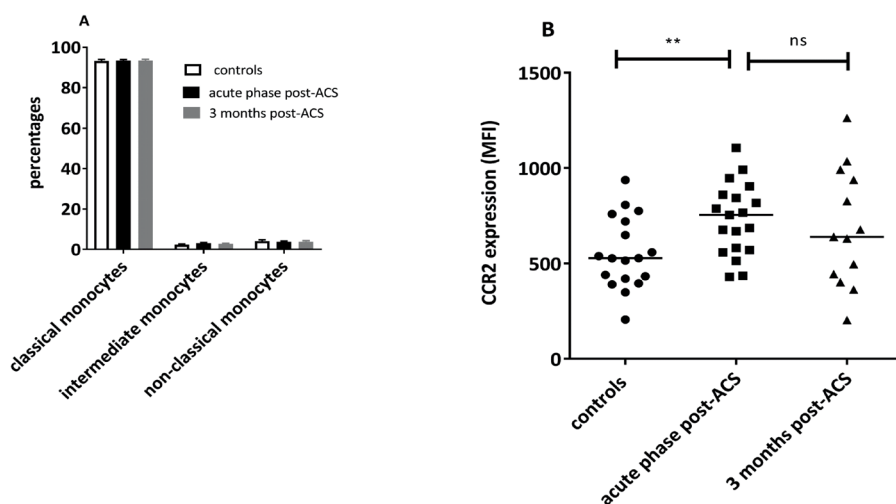 A
percentages
100
80
60
40
20
0
controls
acute phase post-ACS
3 months post-ACS
classical monocytes
intermediate monocytes
non-classical monocytes
B
**
ns
CCR2 expression (MFI)
1500
1000
500
0
controls
acute phase post-ACS
3 months post-ACS